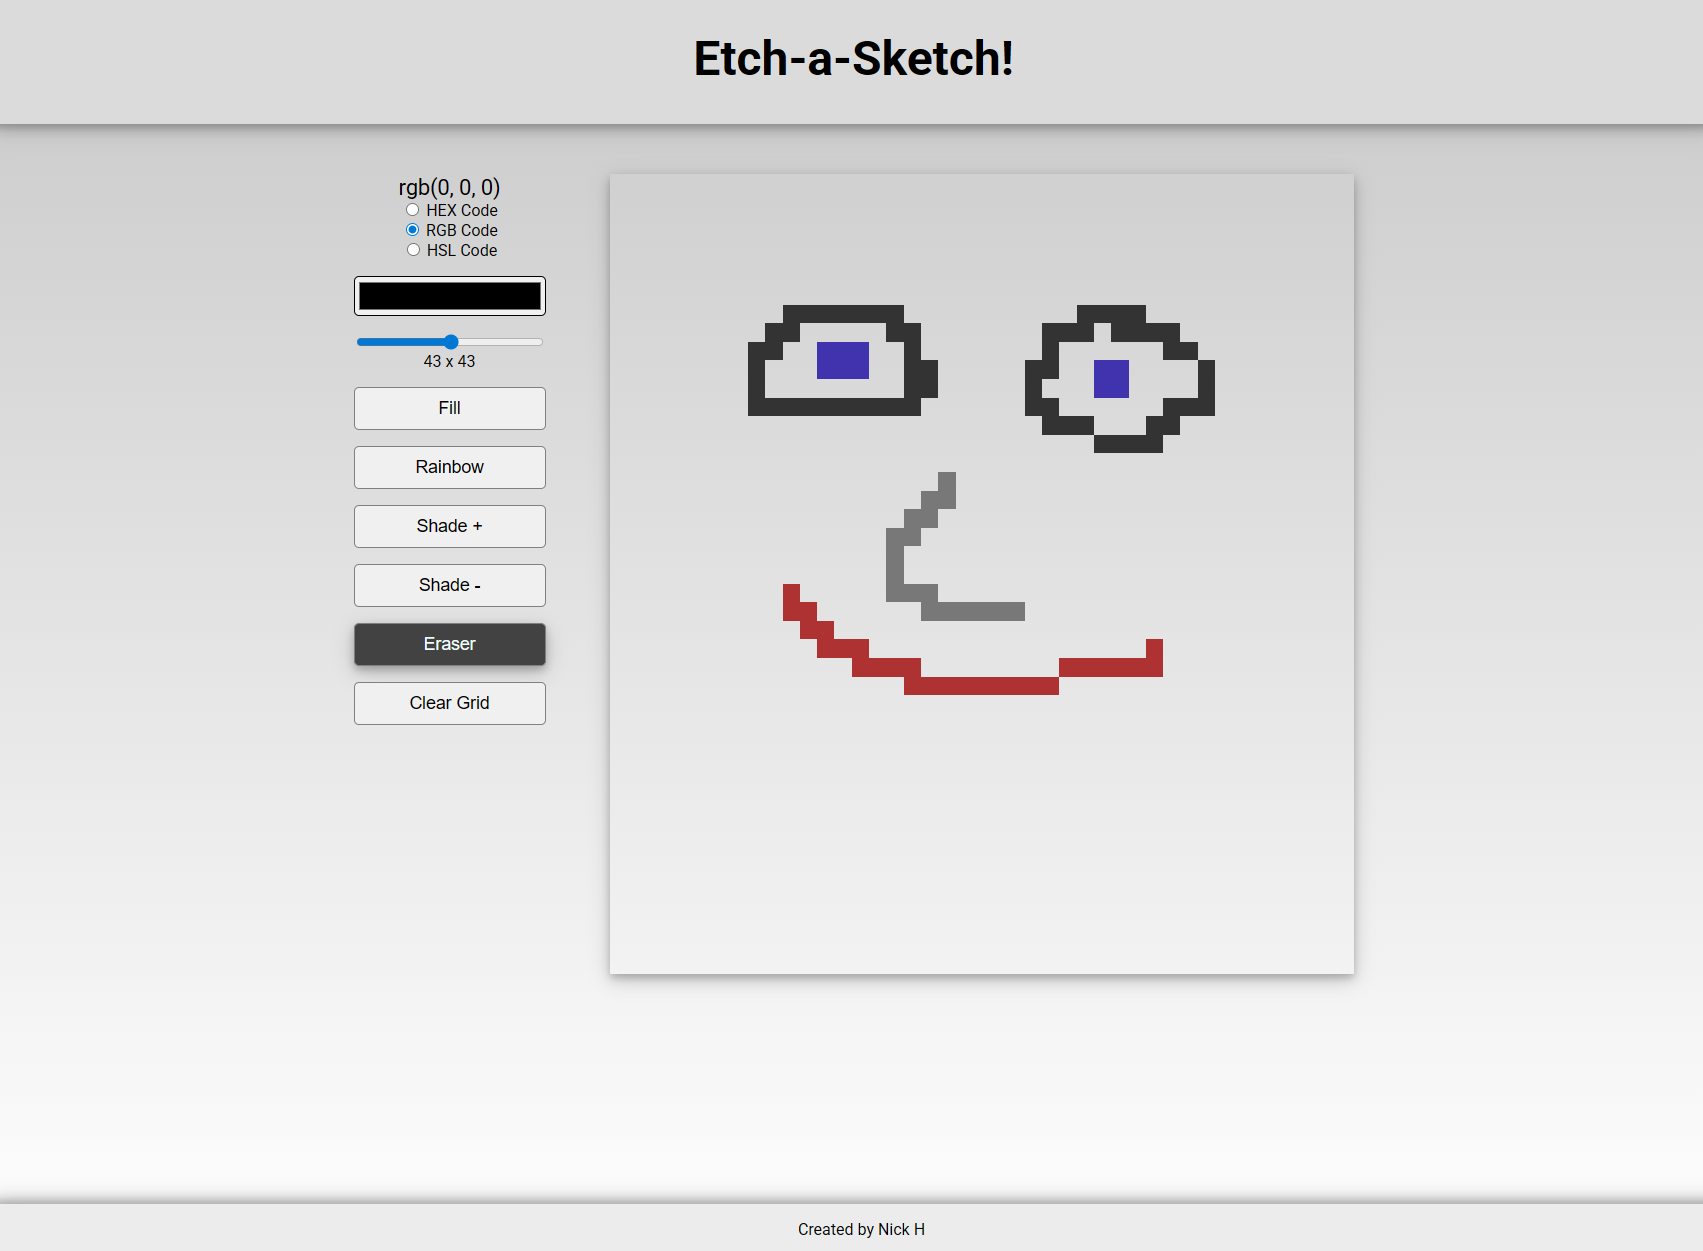 Etch-a-Sketch!
rgb(0, 0, 0)
HEX Code
RGB Code
HSL Code
43 x 43
Fill
Rainbow
Shade +
Shade -
Eraser
Clear Grid
Created by Nick H